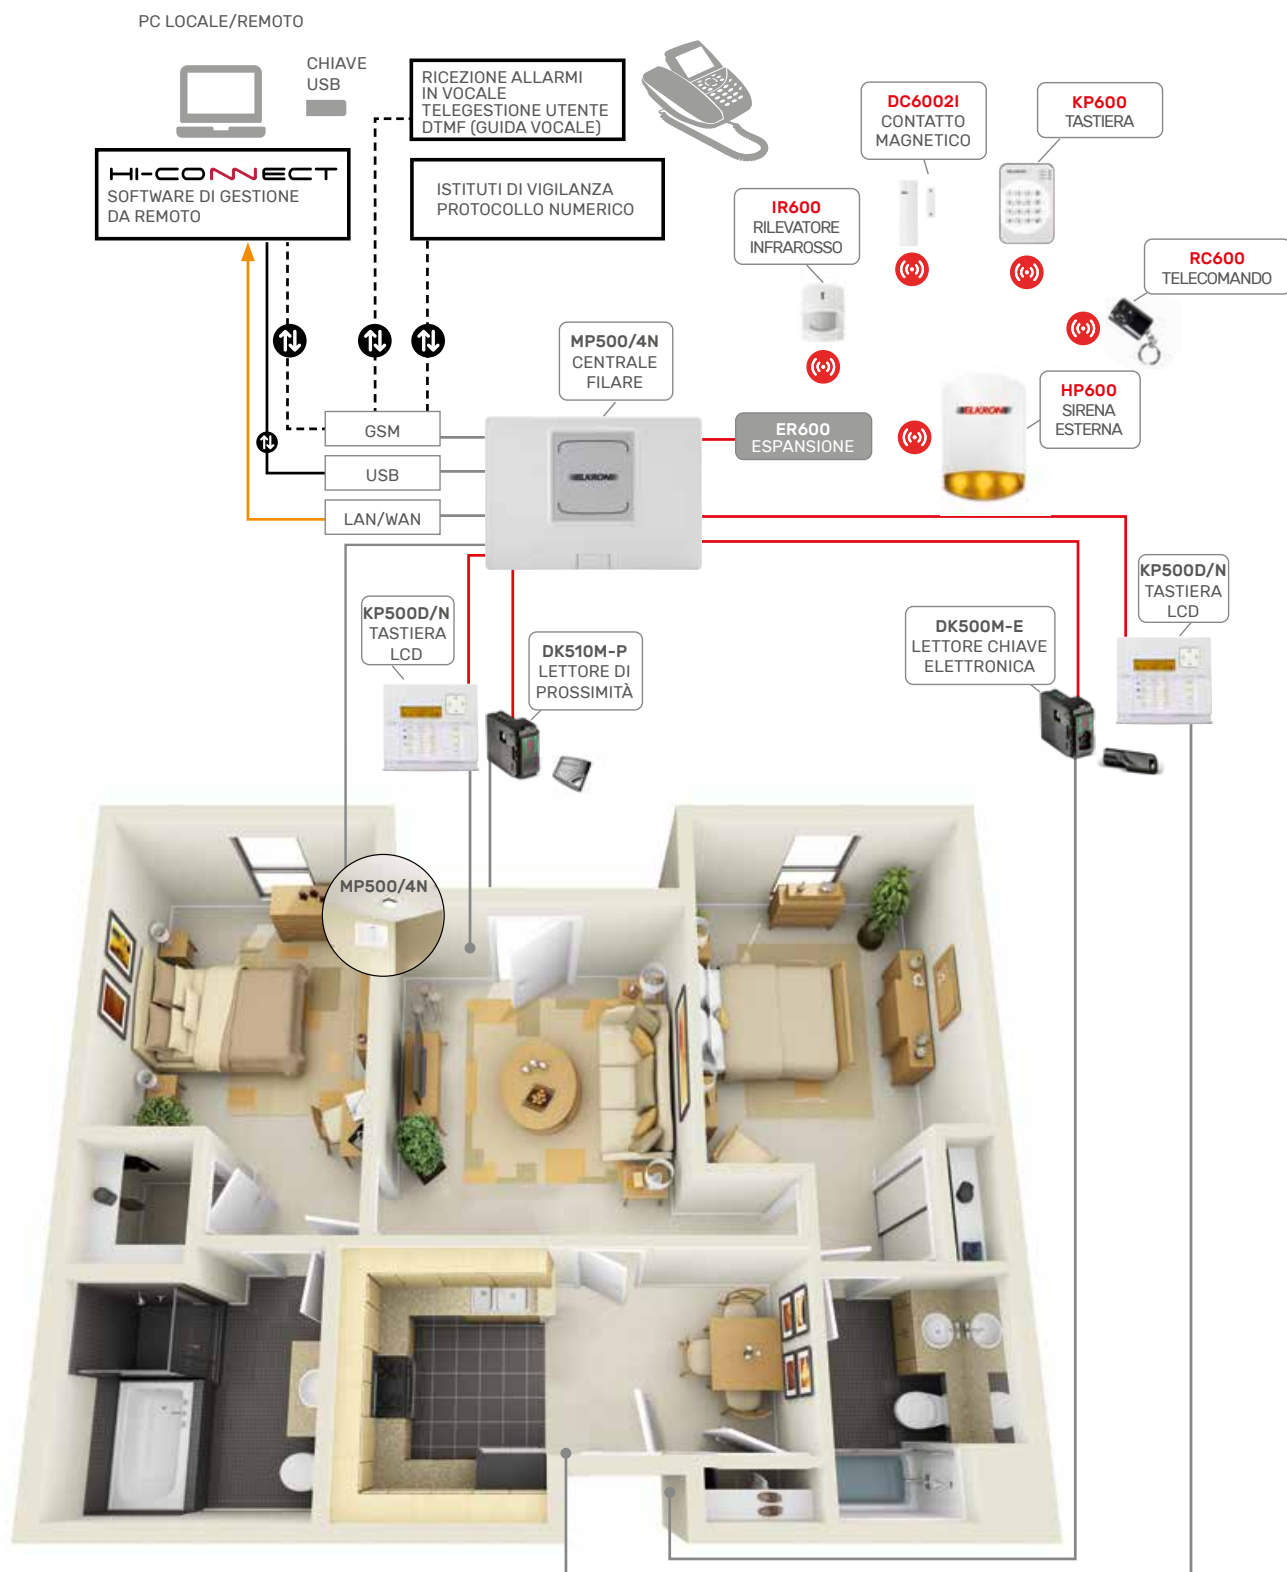 PC LOCALE/REMOTO
CHIAVE
USB
RICEZIONE ALLARMI
IN VOCALE
TELEGESTIONE UTENTE
DTMF (GUIDA VOCALE)
HI-CONNECT
SOFTWARE DI GESTIONE
DA REMOTO
ISTITUTI DI VIGILANZA
PROTOCOLLO NUMERICO
DC6002I
CONTATTO
MAGNETICO
KP600
TASTIERA
IR600
RILEVATORE
INFRAROSSO
RC600
TELECOMANDO
MP500/4N
CENTRALE
FILARE
HP600
SIRENA
ESTERNA
ELKRON
GSM
USB
LAN/WAN
ELKRON
ER600
ESPANSIONE
KP500D/N
TASTIERA
LCD
DK510M-P
LETTORE DI
PROSSIMITÀ
DK500M-E
LETTORE CHIAVE
ELETTRONICA
KP500D/N
TASTIERA
LCD
MP500/4N